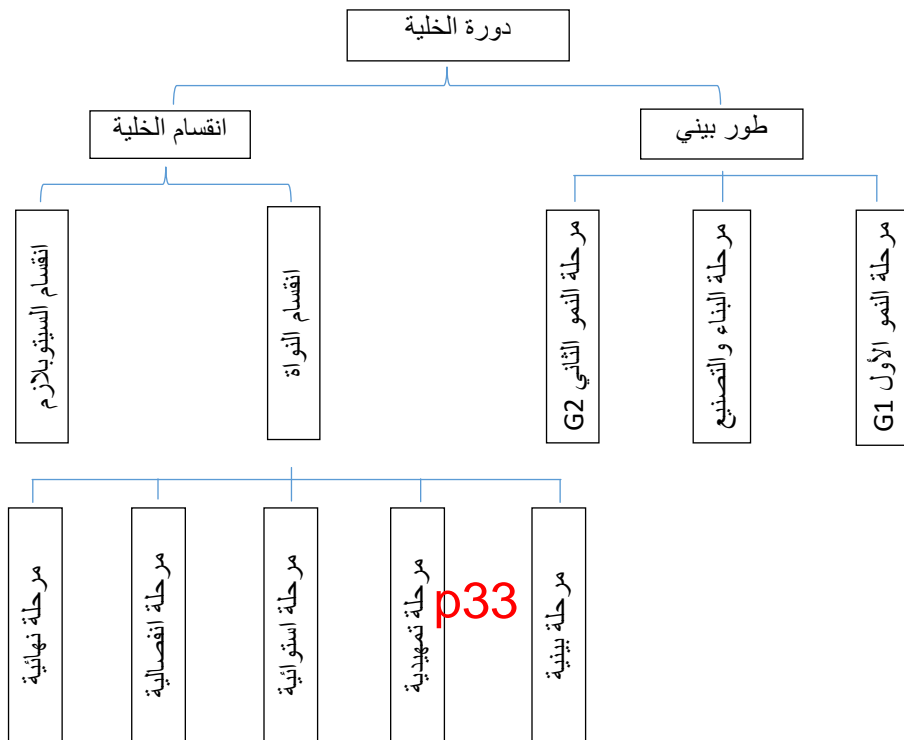 دورة الخلية
طور بيني
انقسام الخلية
مرحلة النمو الأول G1
مرحلة البناء والتصنيع
مرحلة النمو الثاني G2
انقسام النواة
انقسام السيتوبلازم
مرحلة بينية
p33
مرحلة تمهيدية
مرحلة استوائية
مرحلة انفصالية
مرحلة نهائية